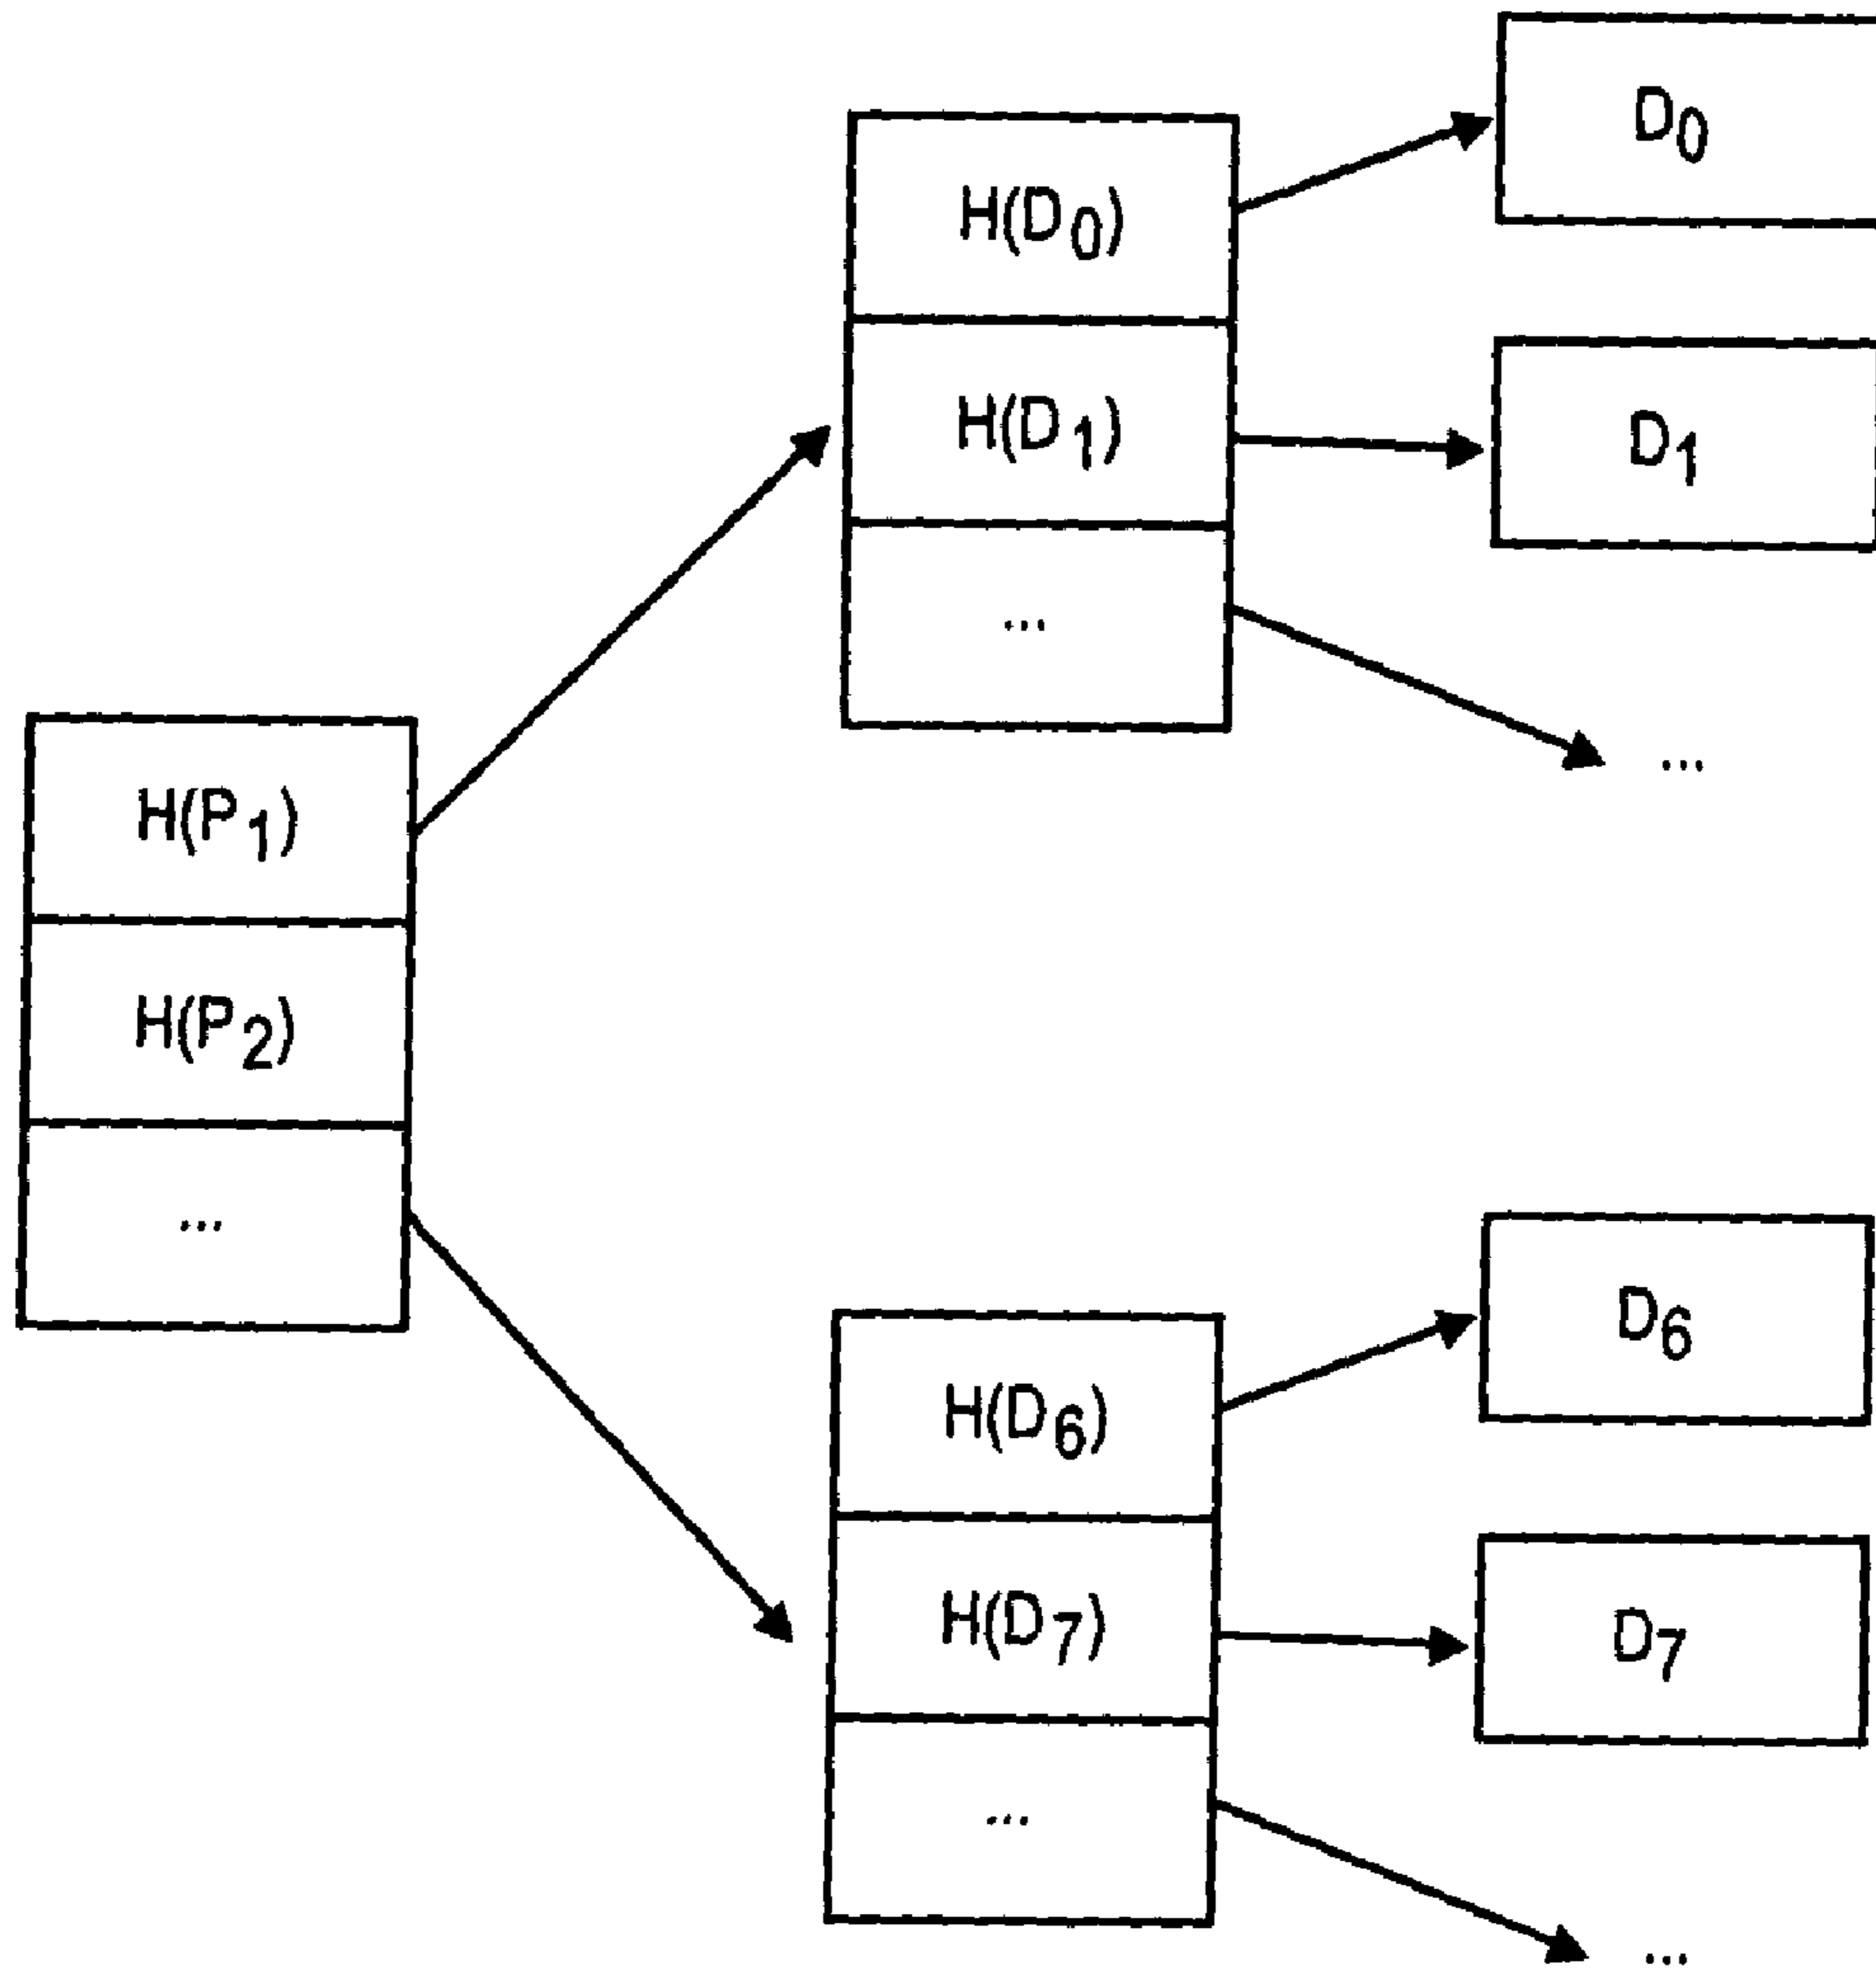 H(P1)
H(P2)
...
H(D0)
H(D1)
...
D0
D1
...
H(D6)
H(D7)
...
D6
D7
...